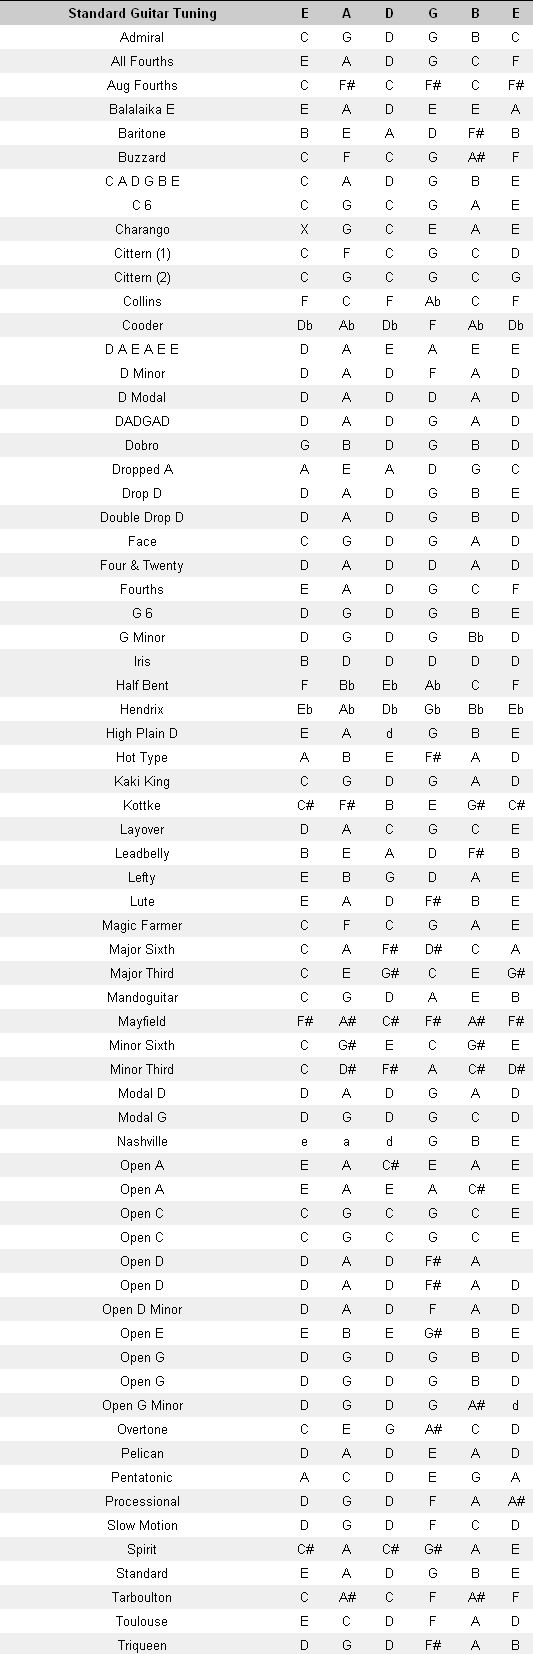 Standard Guitar Tuning E A D G B E
Admiral C G D G B C
All Fourths E A D G C F
Aug Fourths C F# C F# C F#
Balalaika E E A D E E A
Baritone B E A D F# B
Buzzard C F C G A# F
C A D G B E C A D G B E
C 6 C G C G A E
Charango X G C E A E
Cittern (1) C F C G C D
Cittern (2) C G C G C G
Collins F C F Ab C F
Cooder Db Ab Db F Ab Db
D A E A E E D A E A E E
D Minor D A D F A D
D Modal D A D D A D
DADGAD D A D G A D
Dobro G B D G B D
Dropped A A E A D G C
Drop D D A D G B E
Double Drop D D A D G B D
Face C G D G A D
Four & Twenty D A D D A D
Fourths E A D G C F
G 6 D G D G B E
G Minor D G D G Bb D
Iris B D D D D D
Half Bent F Bb Eb Ab C F
Hendrix Eb Ab Db Gb Bb Eb
High Plain D E A d G B E
Hot Type A B E F# A D
Kaki King C G D G A D
Kottke C# F# B E G# C#
Layover D A C G C E
Leadbelly B E A D F# B
Lefty E B G D A E
Lute E A D F# B E
Magic Farmer C F C G A E
Major Sixth C A F# D# C A
Major Third C E G# C E G#
Mandoguitar C G D A E B
Mayfield F# A# C# F# A# F#
Minor Sixth C G# E C G# E
Minor Third C D# F# A C# D#
Modal D D A D G A D
Modal G D G D G C D
Nashville e a d G B E
Open A E A C# E A E
Open A E A E A C# E
Open C C G C G C E
Open C C G C G C E
Open D D A D F# A
Open D D A D F# A D
Open D Minor D A D F A D
Open E E B E G# B E
Open G D G D G B D
Open G D G D G B D
Open G Minor D G D G A# d
Overtone C E G A# C D
Pelican D A D E A D
Pentatonic A C D E G A
Processional D G D F A A#
Slow Motion D G D F C D
Spirit C# A C# G# A E
Standard E A D G B E
Tarboulton C A# C F A# F
Toulouse E C D F A D
Triqueen D G D F# A B